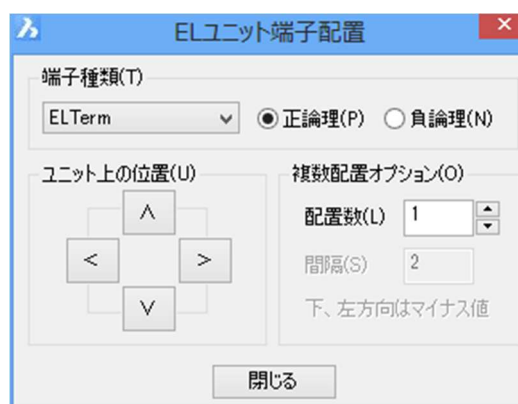 ELユニット端子配置
端子種類(T)
ELTerm
正論理(P)
負論理(N)
ユニット上の位置(U)
∧
<
>
∨
複数配置オプション(O)
配置数(L) 1
間隔(S) 2
下、左方向はマイナス値
閉じる